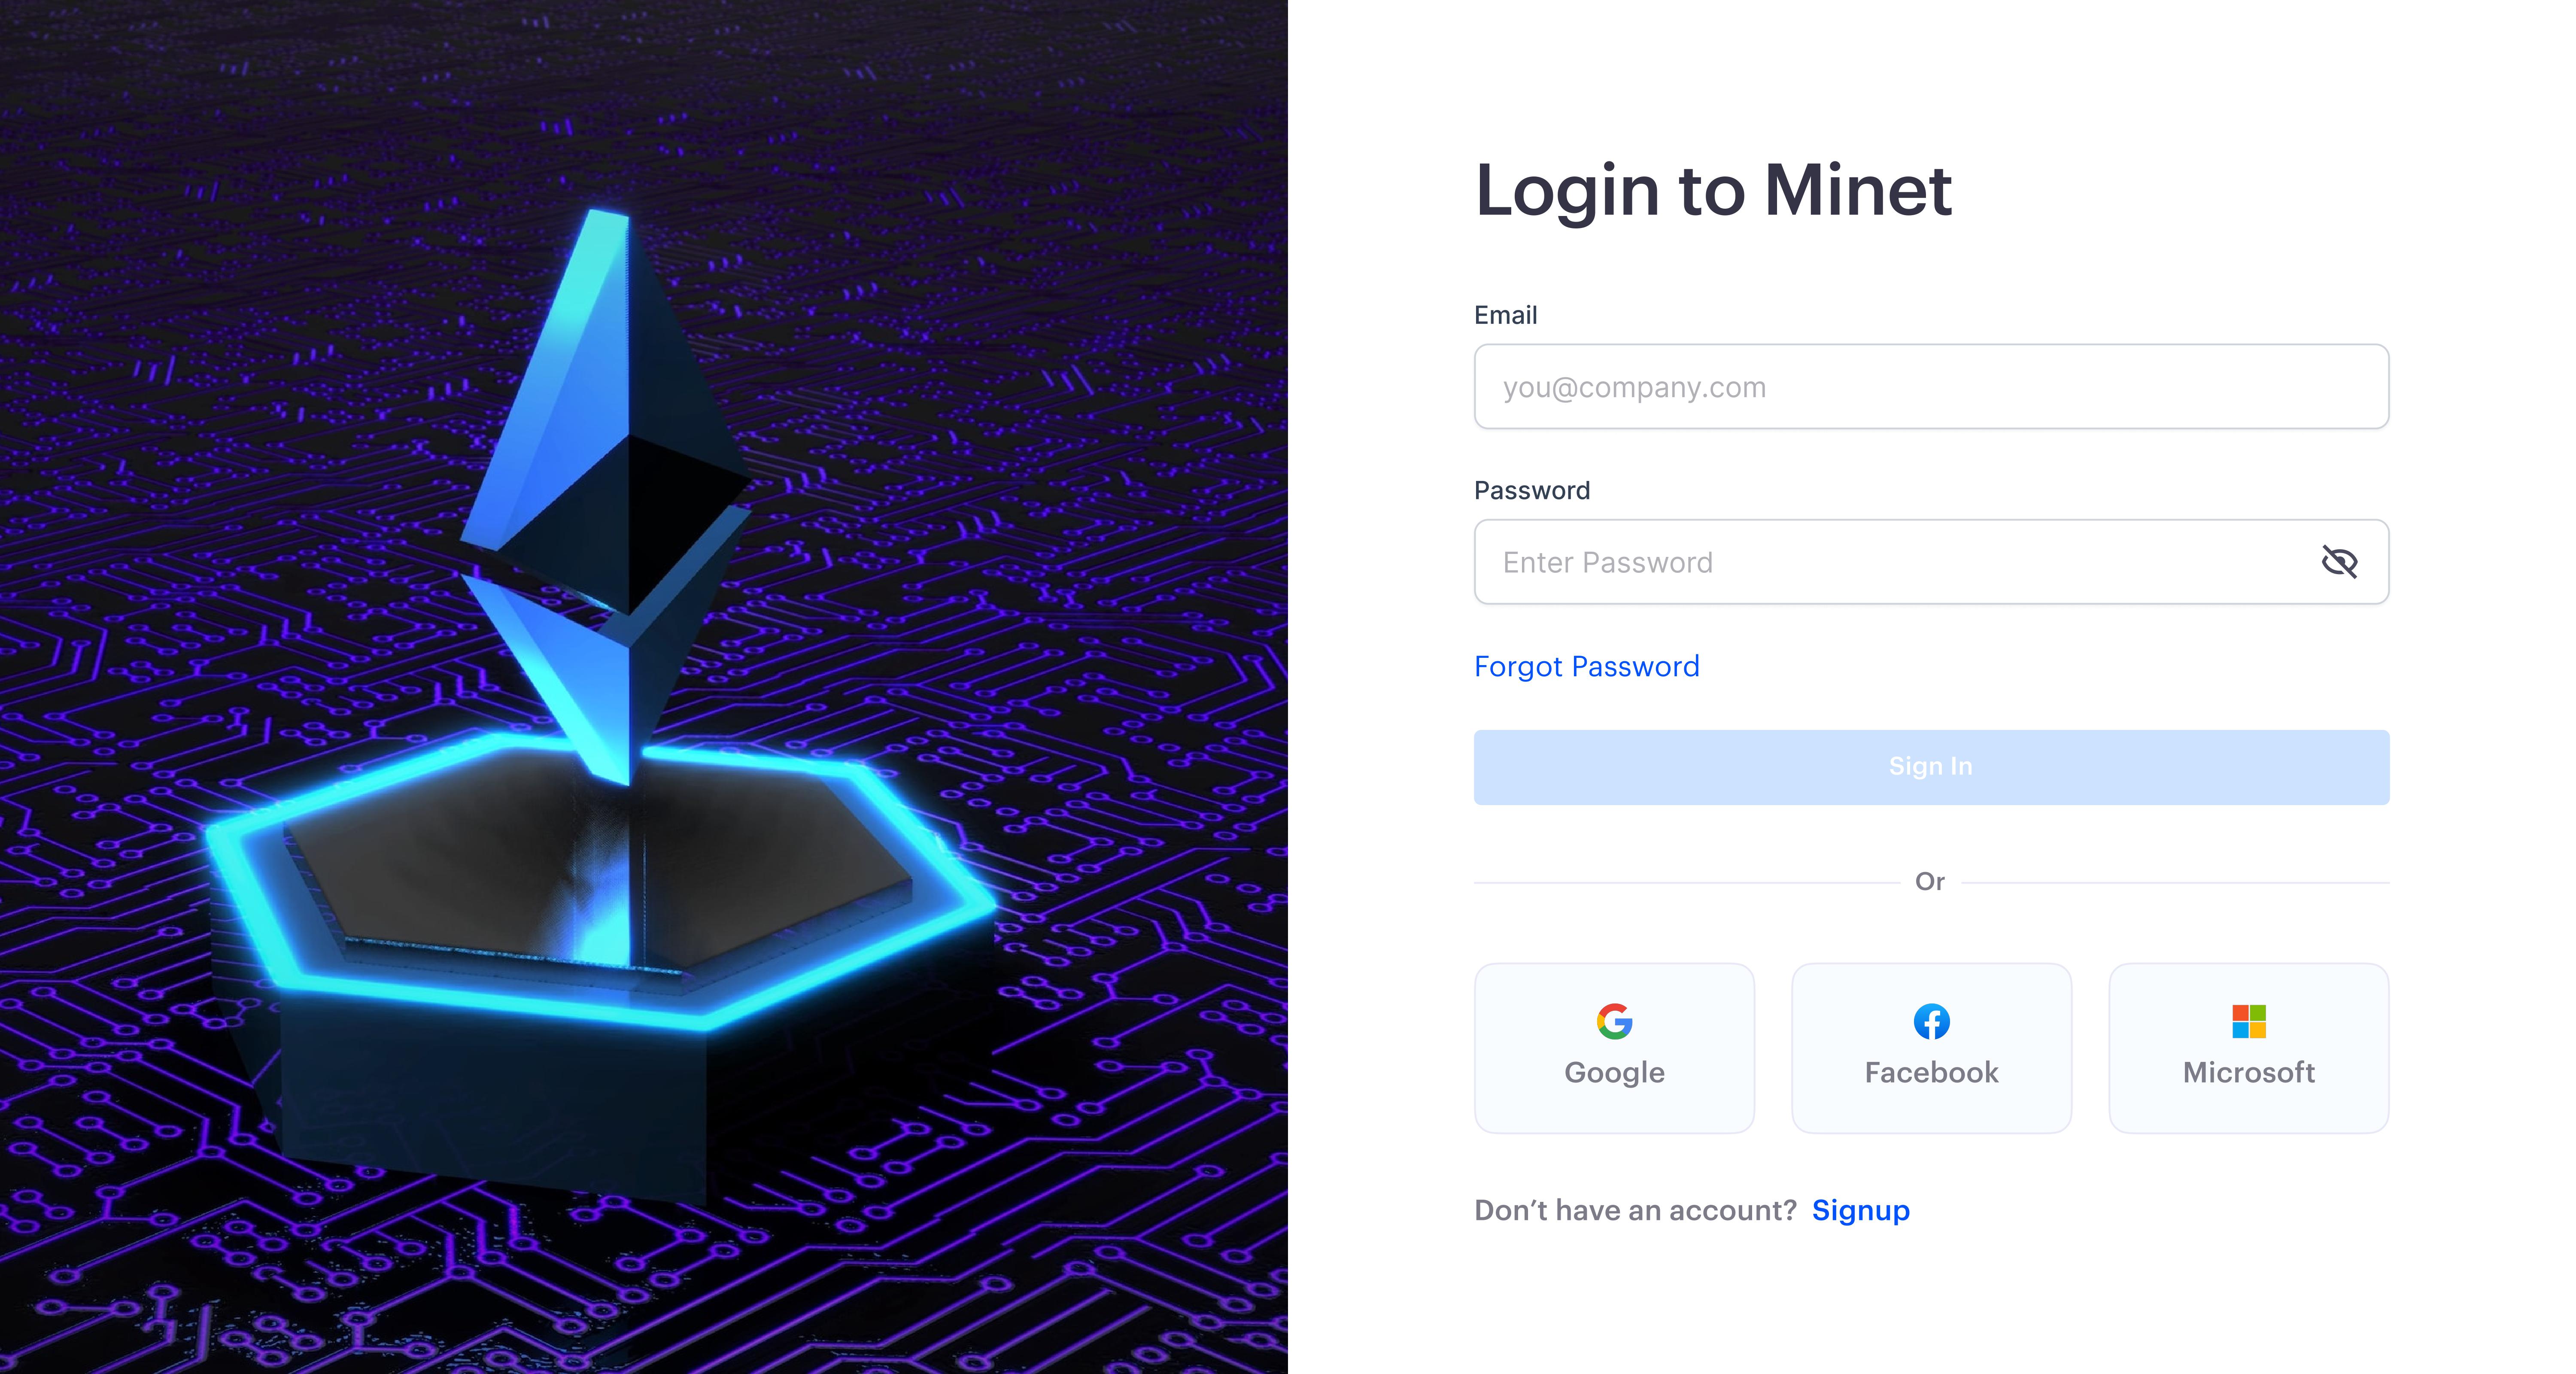 Login to Minet
Email
you@company.com
Password
Enter Password
Forgot Password
Sign In
Or
Google
Facebook
Microsoft
Don’t have an account? Signup